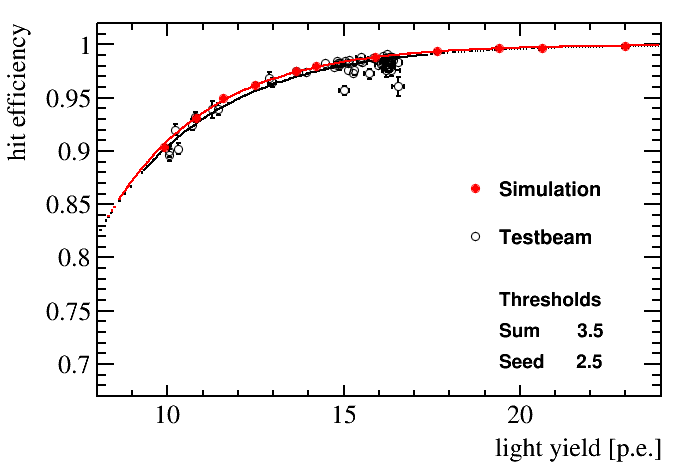 hit efficiency
1
0.95
0.9
0.85
0.8
0.75
0.7
Simulation
Testbeam
Thresholds
Sum 3.5
Seed 2.5
10 15 20
light yield [p.e.]